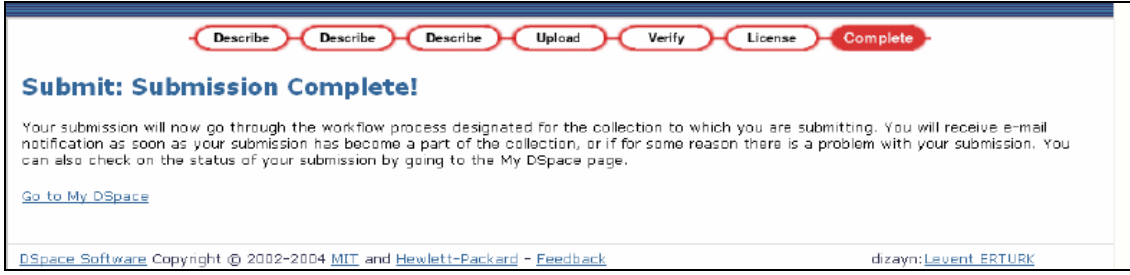 Describe Describe Describe Upload Verify License Complete
Submit: Submission Complete!
Your submission will now go through the workflow process designated for the collection to which you are submitting. You will receive e-mail
notification as soon as your submission has become a part of the collection, or if for some reason there is a problem with your submission. You
can also check on the status of your submission by going to the My DSpace page.
Go to My DSpace
DSpace Software Copyright © 2002-2004 MIT and Hewlett-Packard - Feedback dizayn:Levent ERTURK